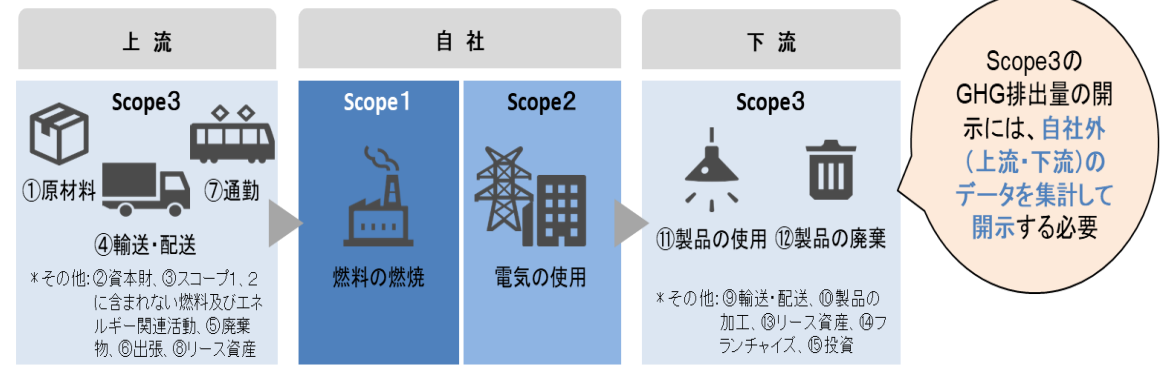 上 流
Scope3
①原材料
⑦通勤
④輸送・配送
＊その他:②資本財、③スコープ1、2
に含まれない燃料及びエネ
ルギー関連活動、⑤廃棄
物、⑥出張、⑧リース資産
自 社
Scope1
燃料の燃焼
Scope2
電気の使用
下 流
Scope3
⑪製品の使用
⑫製品の廃棄
＊その他:⑨輸送・配送、⑩製品の
加工、⑬リース資産、⑭フ
ランチャイズ、⑮投資
Scope3の
GHG排出量の開
示には、自社外
(上流・下流)の
データを集計して
開示する必要